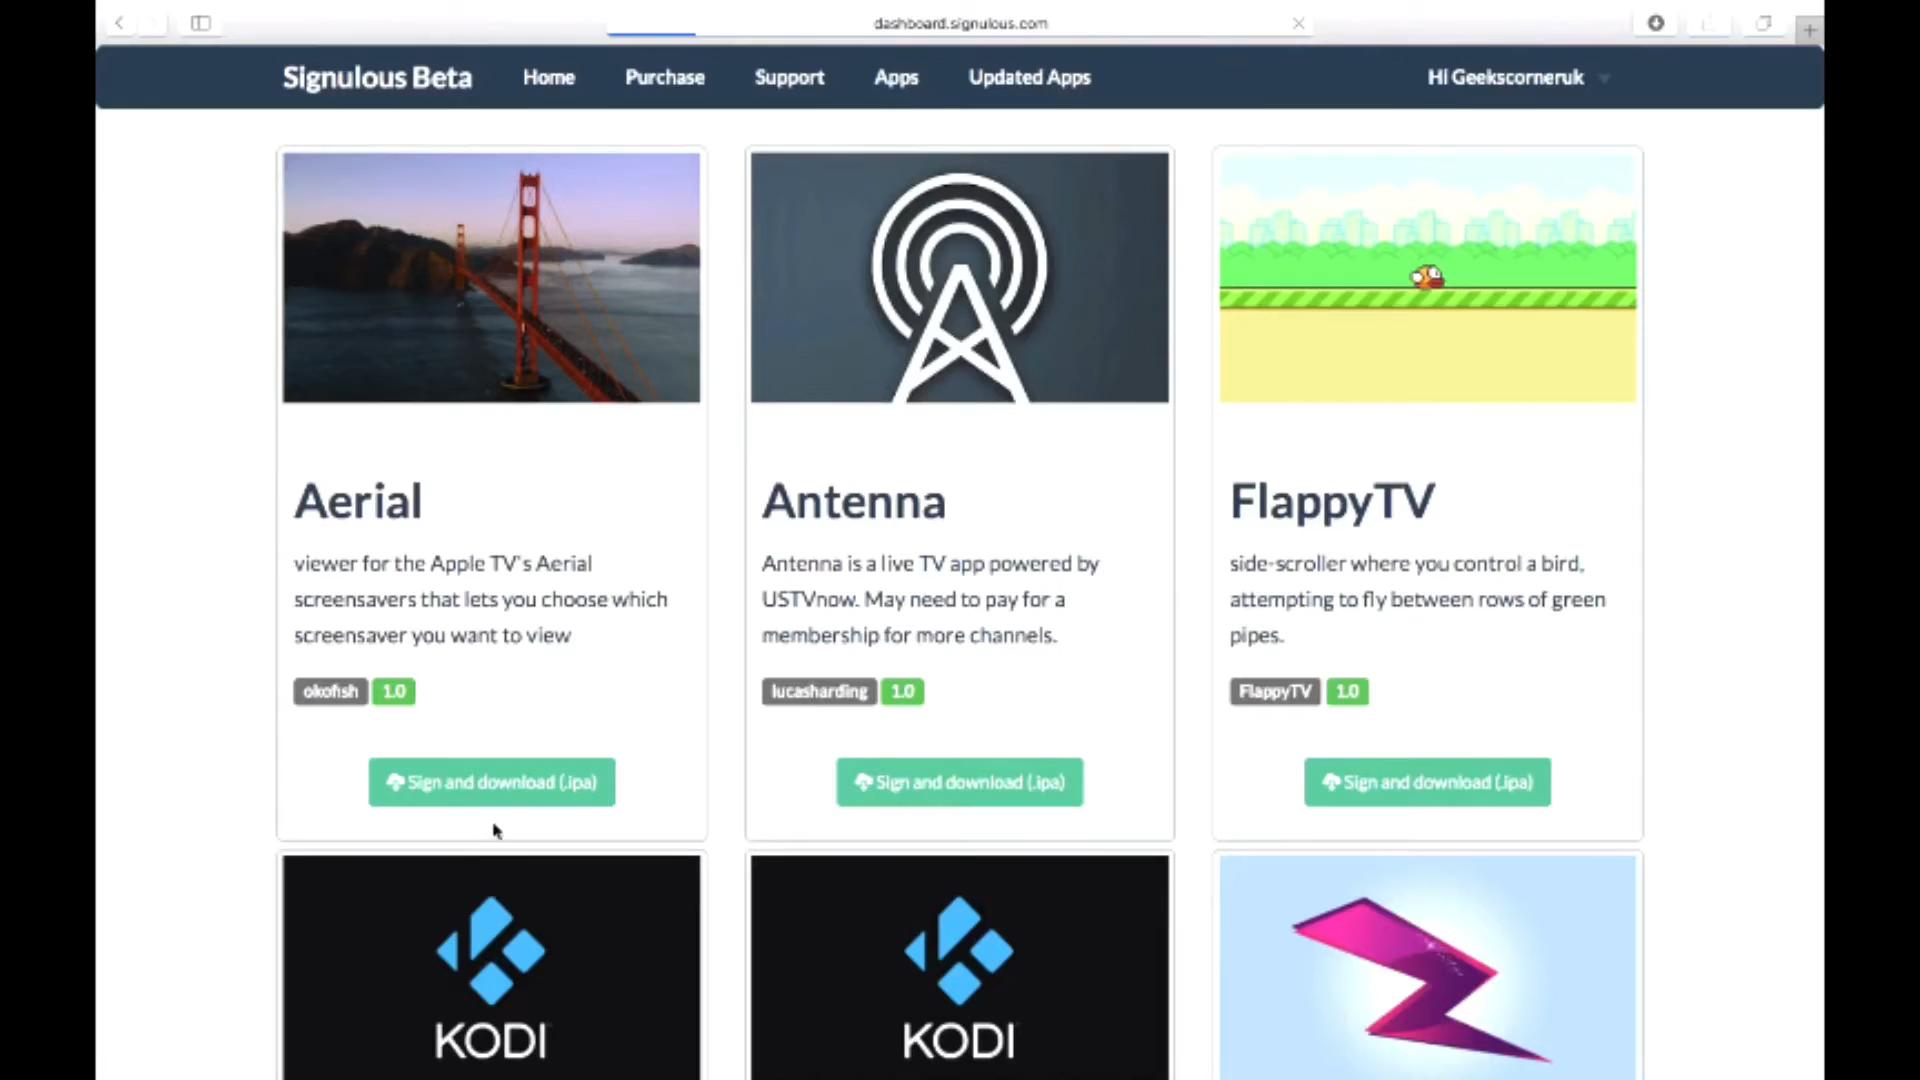 dashboard.signulous.com
Signulous Beta Home Purchase Support Apps Updated Apps Hi Geekscorneruk
Aerial
viewer for the Apple TV's Aerial
screensavers that lets you choose which
screensaver you want to view
okofish 1.0
Sign and download (.ipa)
Antenna
Antenna is a live TV app powered by
USTVnow. May need to pay for a
membership for more channels.
lucasharding 1.0
Sign and download (.ipa)
FlappyTV
side-scroller where you control a bird,
attempting to fly between rows of green
pipes.
FlappyTV 1.0
Sign and download (.ipa)
KODI
KODI